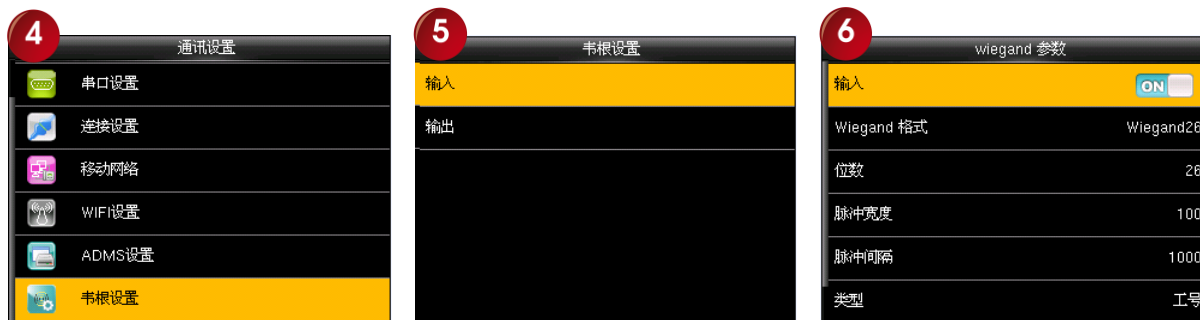 4
通讯设置
串口设置
连接设置
移动网络
WIFI设置
ADMS设置
韦根设置
5
韦根设置
输入
输出
6
wiegand 参数
输入 ON
Wiegand 格式 Wiegand26
位数 26
脉冲宽度 100
脉冲间隔 1000
类型 工号